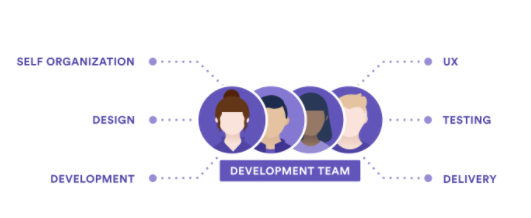 SELF ORGANIZATION
UX
DESIGN
TESTING
DEVELOPMENT TEAM
DEVELOPMENT
DELIVERY